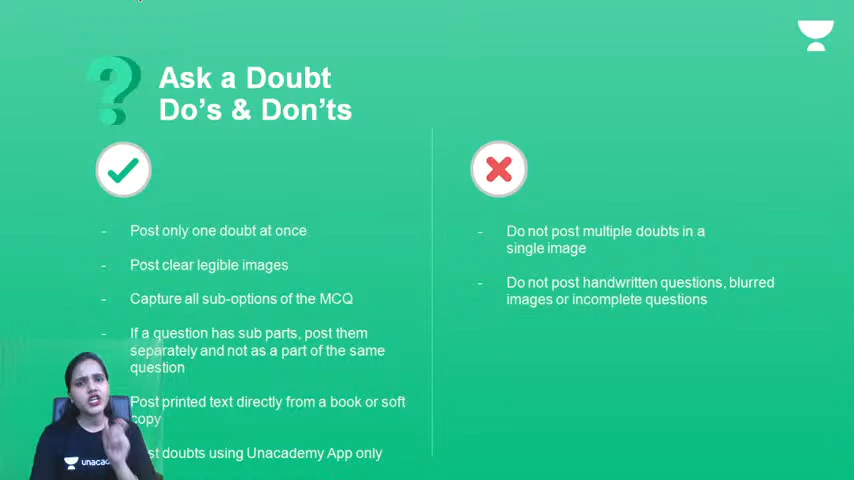 Ask a Doubt
Do's & Don'ts
- Post only one doubt at once
- Post clear legible images
- Capture all sub-options of the MCQ
- If a question has sub parts, post them
separately and not as a part of the same
question
Post printed text directly from a book or soft
copy
doubts using Unacademy App only
- Do not post multiple doubts in a
single image
- Do not post handwritten questions, blurred
images or incomplete questions